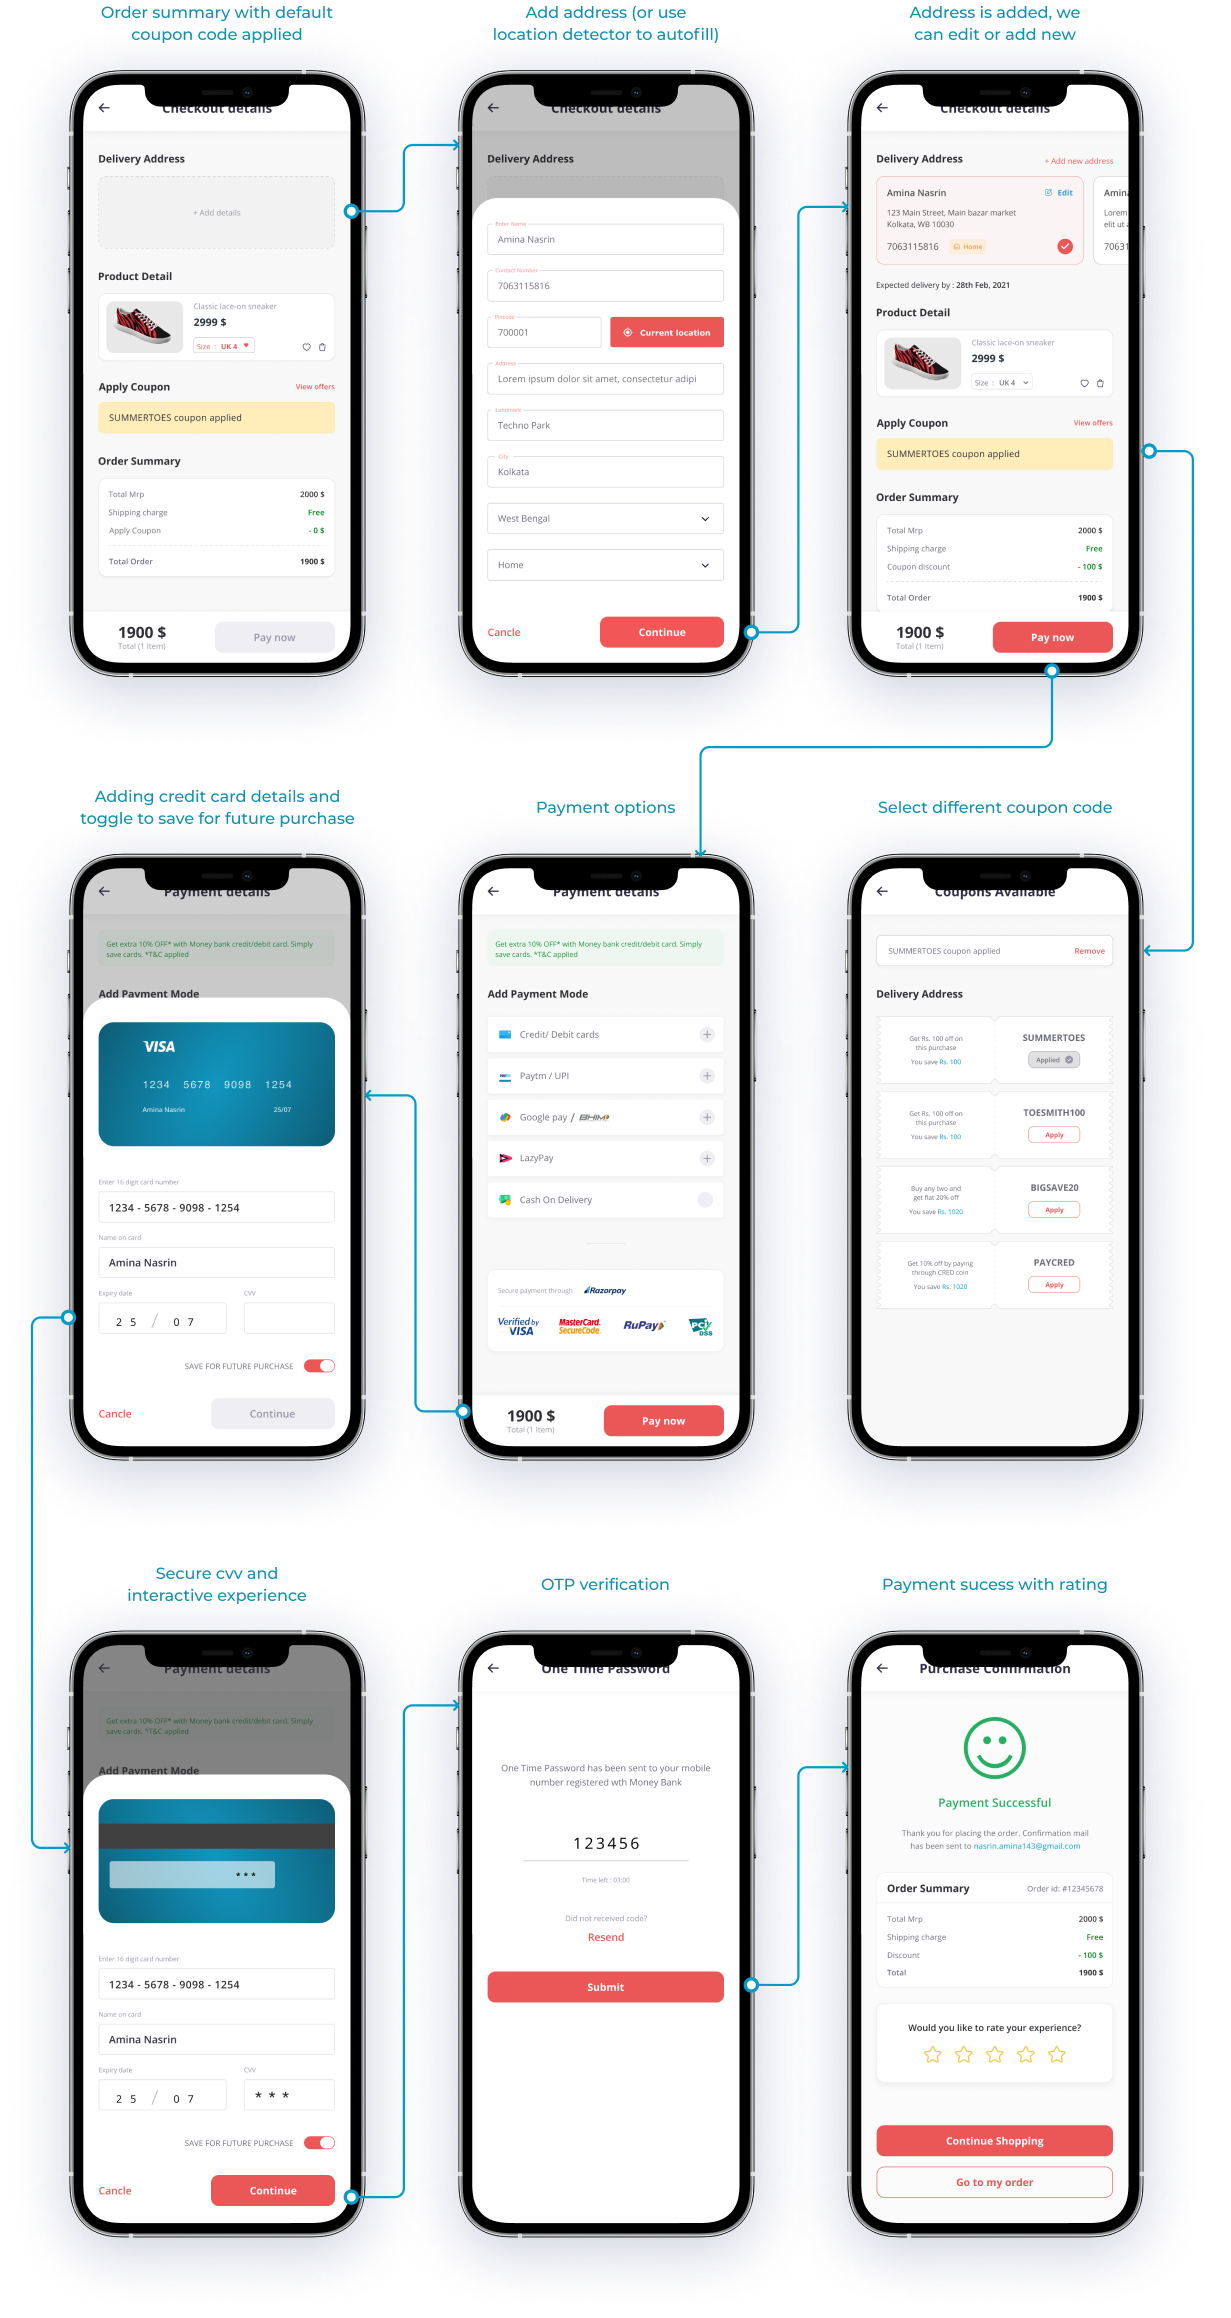 Order summary with default
coupon code applied
Checkout details
Delivery Address
+ Add details
Product Detail
Classic lace-on sneaker
2999 $
Size : UK 4
Apply Coupon
View offers
SUMMERTOES coupon applied
Order Summary
Total Mrp 2000 $
Shipping charge Free
Apply Coupon - 0 $
Total Order 1900 $
1900 $
Total (1 Item)
Pay now
Add address (or use
location detector to autofill)
Checkout details
Delivery Address
Enter Name
Amina Nasrin
Contact Number
7063115816
Pincode
700001
Current location
Address
Lorem ipsum dolor sit amet, consectetur adipi
Landmark
Techno Park
City
Kolkata
West Bengal
Home
Cancle
Continue
Address is added, we
can edit or add new
Checkout details
Delivery Address
+ Add new address
Amina Nasrin
Edit
123 Main Street, Main bazar market
Kolkata, WB 10030
7063115816
Home
Amina
Lorem
elit ut a
70631
Expected delivery by : 28th Feb, 2021
Product Detail
Classic lace-on sneaker
2999 $
Size : UK 4
Apply Coupon
View offers
SUMMERTOES coupon applied
Order Summary
Total Mrp 2000 $
Shipping charge Free
Coupon discount - 100 $
Total Order 1900 $
1900 $
Total (1 Item)
Pay now
Adding credit card details and
toggle to save for future purchase
Payment details
Get extra 10% OFF* with Money bank credit/debit card. Simply
save cards. *T&C applied
Add Payment Mode
VISA
1234 5678 9098 1254
Amina Nasrin 25/07
Enter 16 digit card number
1234 - 5678 - 9098 - 1254
Name on card
Amina Nasrin
Expiry date
CVV
2 5 / 0 7
SAVE FOR FUTURE PURCHASE
Cancle
Continue
Payment options
Payment details
Get extra 10% OFF* with Money bank credit/debit card. Simply
save cards. *T&C applied
Add Payment Mode
Credit/ Debit cards
Paytm / UPI
Google pay / BHIM
LazyPay
Cash On Delivery
Secure payment through Razorpay
Verified by
VISA
MasterCard.
SecureCode.
RuPay
PCI
DSS
1900 $
Total (1 Item)
Pay now
Select different coupon code
Coupons Available
SUMMERTOES coupon applied
Remove
Delivery Address
Get Rs. 100 off on
this purchase
You save Rs. 100
SUMMERTOES
Applied
Get Rs. 100 off on
this purchase
You save Rs. 100
TOESMITH100
Apply
Buy any two and
get flat 20% off
You save Rs. 1020
BIGSAVE20
Apply
Get 10% off by paying
through CRED coin
You save Rs. 1020
PAYCRED
Apply
Secure cvv and
interactive experience
Payment details
Get extra 10% OFF* with Money bank credit/debit card. Simply
save cards. *T&C applied
Add Payment Mode
* * *
Enter 16 digit card number
1234 - 5678 - 9098 - 1254
Name on card
Amina Nasrin
Expiry date
CVV
2 5 / 0 7
* * *
SAVE FOR FUTURE PURCHASE
Cancle
Continue
OTP verification
One Time Password
One Time Password has been sent to your mobile
number registered wth Money Bank
123456
Time left : 03:00
Did not received code?
Resend
Submit
Payment sucess with rating
Purchase Confirmation
Payment Successful
Thank you for placing the order. Confirmation mail
has been sent to nasrin.amina143@gmail.com
Order Summary
Order id: #12345678
Total Mrp 2000 $
Shipping charge Free
Discount - 100 $
Total 1900 $
Would you like to rate your experience?
Continue Shopping
Go to my order